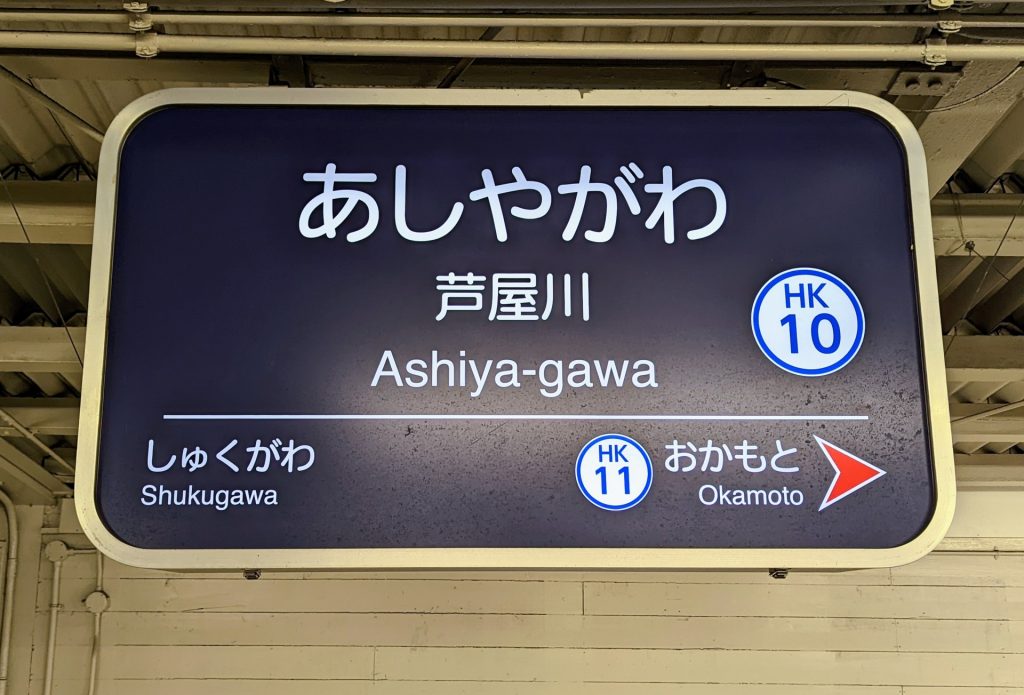 あしやがわ
芦屋川
HK
10
Ashiya-gawa
しゅくがわ
Shukugawa
HK
11
おかもと
Okamoto